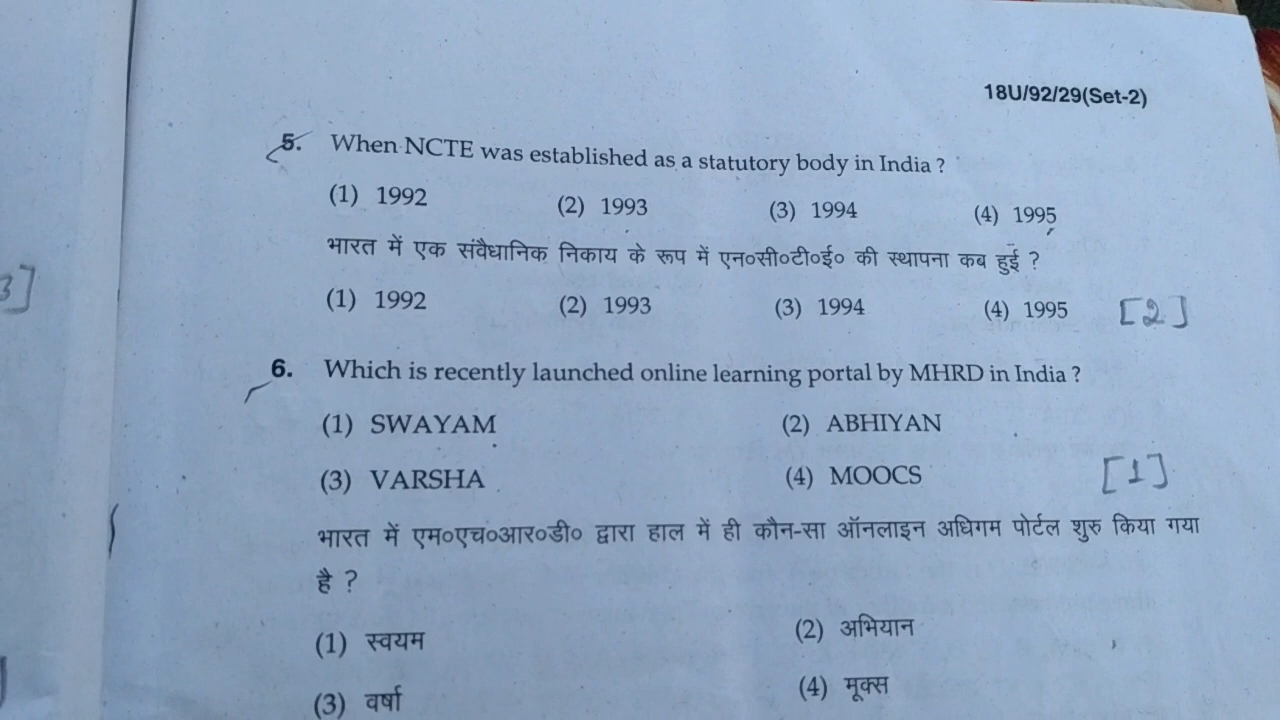 18U/92/29(Set-2)
5. When NCTE was established as a statutory body in India ?
(1) 1992 (2) 1993 (3) 1994 (4) 1995
भारत में एक संवैधानिक निकाय के रूप में एन०सी०टी०ई० की स्थापना कब हुई ?
(1) 1992 (2) 1993 (3) 1994 (4) 1995 [2]
3]
6. Which is recently launched online learning portal by MHRD in India ?
(1) SWAYAM (2) ABHIYAN
(3) VARSHA (4) MOOCS [1]
भारत में एम०एच०आर०डी० द्वारा हाल में ही कौन-सा ऑनलाइन अधिगम पोर्टल शुरु किया गया
है ?
(1) स्वयम (2) अभियान
(3) वर्षा (4) मूक्स